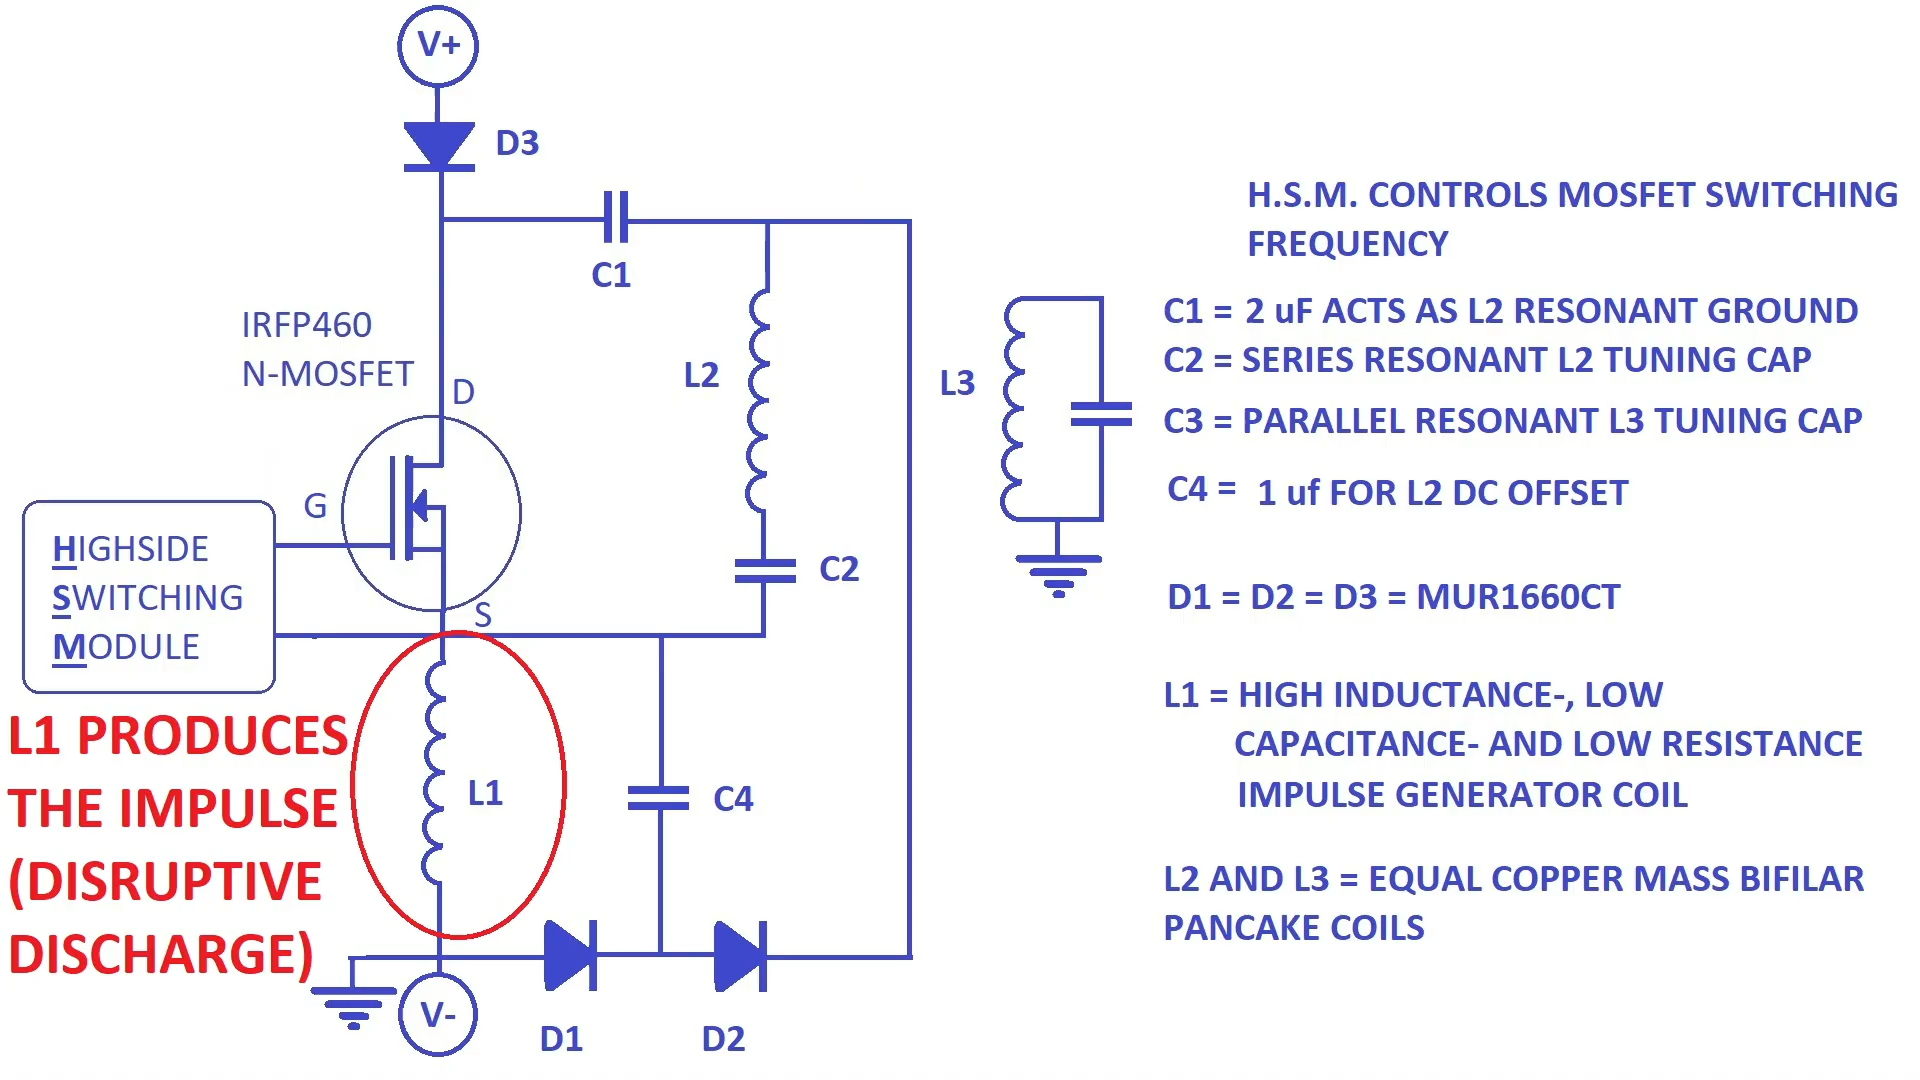 V+
D3
C1
IRFP460
N-MOSFET
D
G
S
L2
C2
L3
HIGHSIDE
SWITCHING
MODULE
L1 PRODUCES
THE IMPULSE
(DISRUPTIVE
DISCHARGE)
L1
C4
V-
D1
D2
H.S.M. CONTROLS MOSFET SWITCHING
FREQUENCY
C1 = 2 uF ACTS AS L2 RESONANT GROUND
C2 = SERIES RESONANT L2 TUNING CAP
C3 = PARALLEL RESONANT L3 TUNING CAP
C4 = 1 uf FOR L2 DC OFFSET
D1 = D2 = D3 = MUR1660CT
L1 = HIGH INDUCTANCE-, LOW
CAPACITANCE- AND LOW RESISTANCE
IMPULSE GENERATOR COIL
L2 AND L3 = EQUAL COPPER MASS BIFILAR
PANCAKE COILS